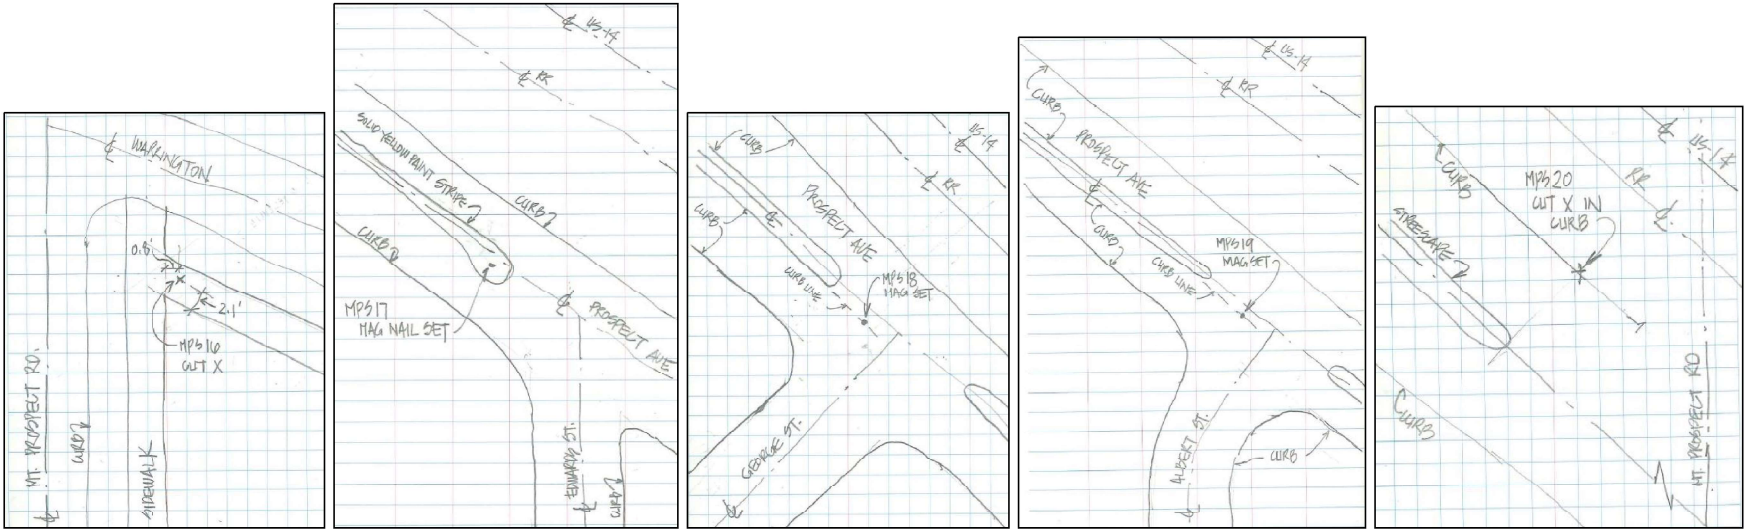 ℄ WARRINGTON
0.8'
2.1'
MPS16
CUT X
MT. PROSPECT RD.
℄
CURB
SIDEWALK
℄ US-14
℄ RR
SOLID YELLOW PAINT STRIPE
CURB
CURB
MPS17
MAG NAIL SET
℄ PROSPECT AVE
℄ EDWARDS ST.
CURB
℄ US-14
℄ RR
CURB
PROSPECT AVE
CURB
℄
CURB LINE
MPS18
MAG SET
GEORGE ST.
℄
℄ US-14
℄ RR
CURB
PROSPECT AVE
℄
CURB
CURB LINE
MPS19
MAG SET
ALBERT ST.
℄
CURB
℄ US-14
RR
℄
CURB
MPS20
CUT X IN
CURB
CURB
MT. PROSPECT RD